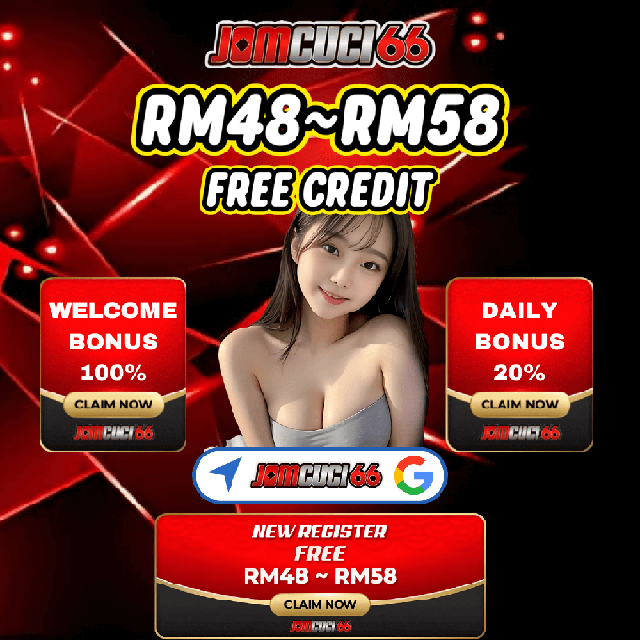 JOMCUCI66
RM48~RM58
FREE CREDIT
WELCOME
BONUS
100%
CLAIM NOW
JOMCUCI66
DAILY
BONUS
20%
CLAIM NOW
JOMCUCI66
JOMCUCI66
G
NEW REGISTER
FREE
RM48 ~ RM58
CLAIM NOW
JOMCUCI66